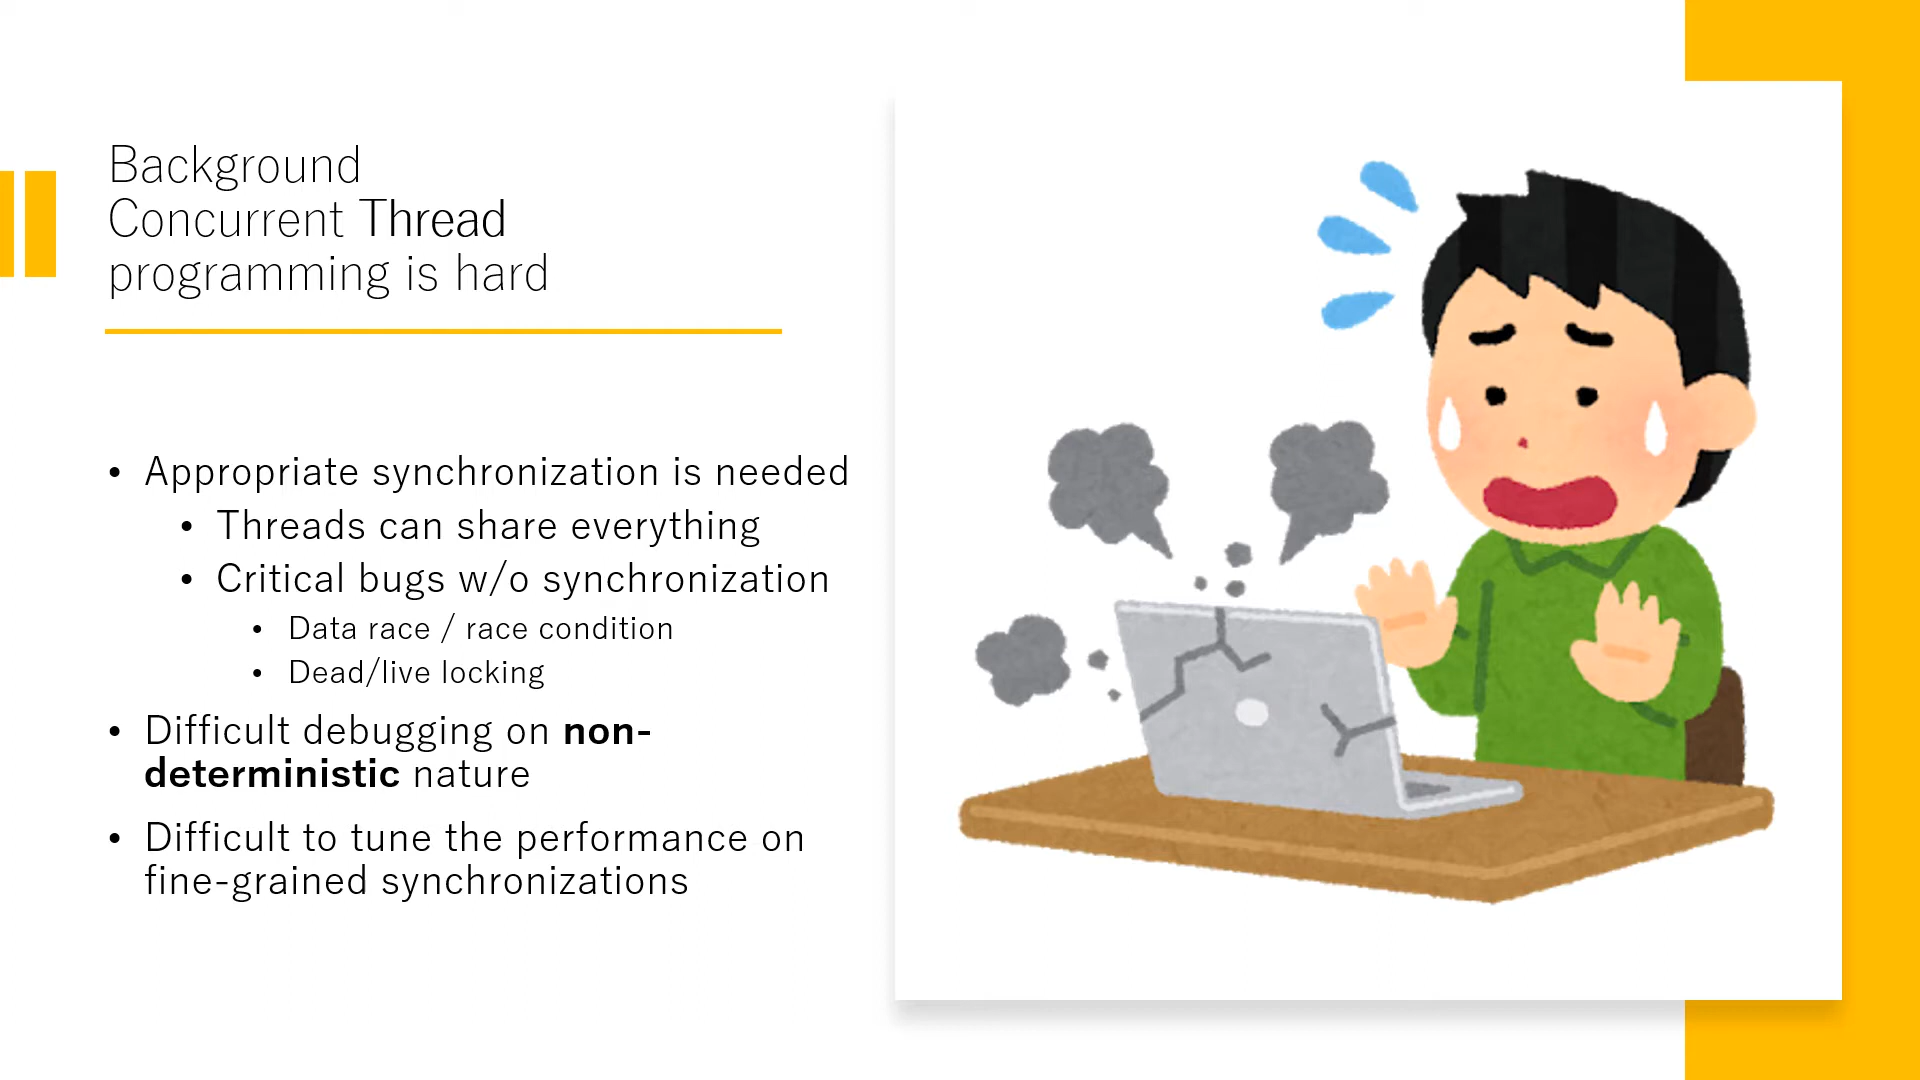 Background
Concurrent Thread
programming is hard
• Appropriate synchronization is needed
• Threads can share everything
• Critical bugs w/o synchronization
• Data race / race condition
• Dead/live locking
• Difficult debugging on non-
deterministic nature
• Difficult to tune the performance on
fine-grained synchronizations